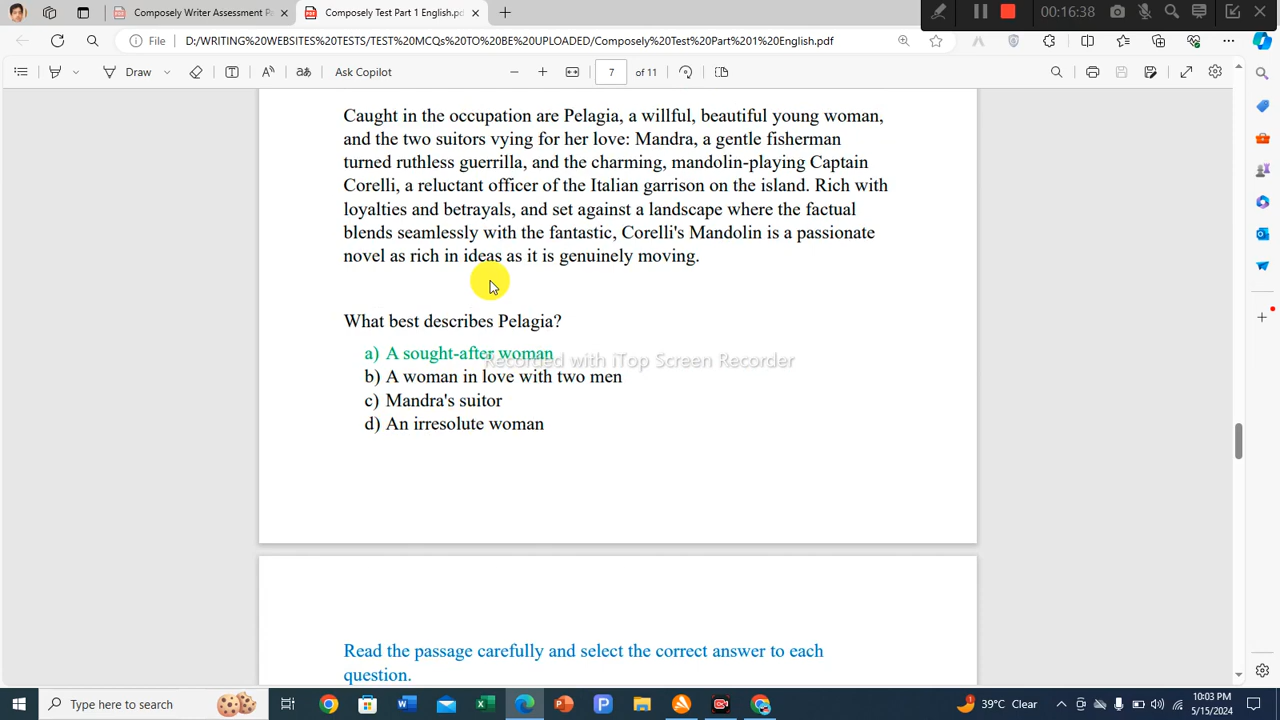 Composely Writer Assessment Pa
Composely Test Part 1 English.pd
00:16:38
File
D:/WRITING%20WEBSITES%20TESTS/TEST%20MCQs%20TO%20BE%20UPLOADED/Composely%20Test%20Part%201%20English.pdf
Draw
Ask Copilot
7 of 11
Caught in the occupation are Pelagia, a willful, beautiful young woman,
and the two suitors vying for her love: Mandra, a gentle fisherman
turned ruthless guerrilla, and the charming, mandolin-playing Captain
Corelli, a reluctant officer of the Italian garrison on the island. Rich with
loyalties and betrayals, and set against a landscape where the factual
blends seamlessly with the fantastic, Corelli's Mandolin is a passionate
novel as rich in ideas as it is genuinely moving.
What best describes Pelagia?
a) A sought-after woman
Recorded with iTop Screen Recorder
b) A woman in love with two men
c) Mandra's suitor
d) An irresolute woman
Read the passage carefully and select the correct answer to each
question.
Type here to search
39°C Clear
10:03 PM
5/15/2024